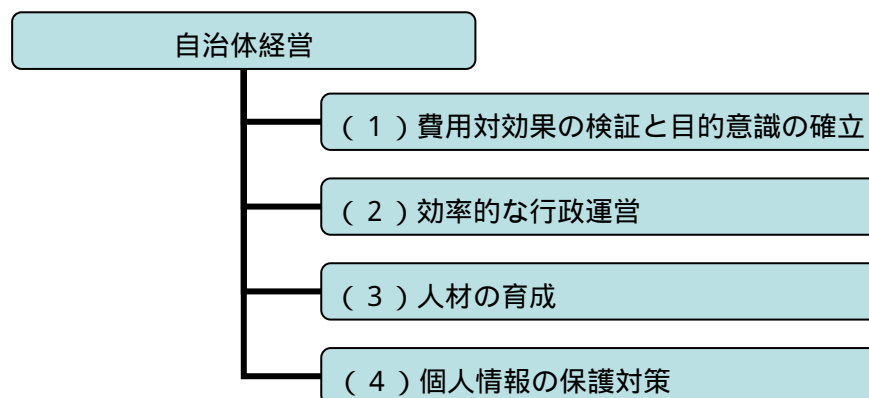 自治体経営
(1)費用対効果の検証と目的意識の確立
(2)効率的な行政運営
(3)人材の育成
(4)個人情報の保護対策